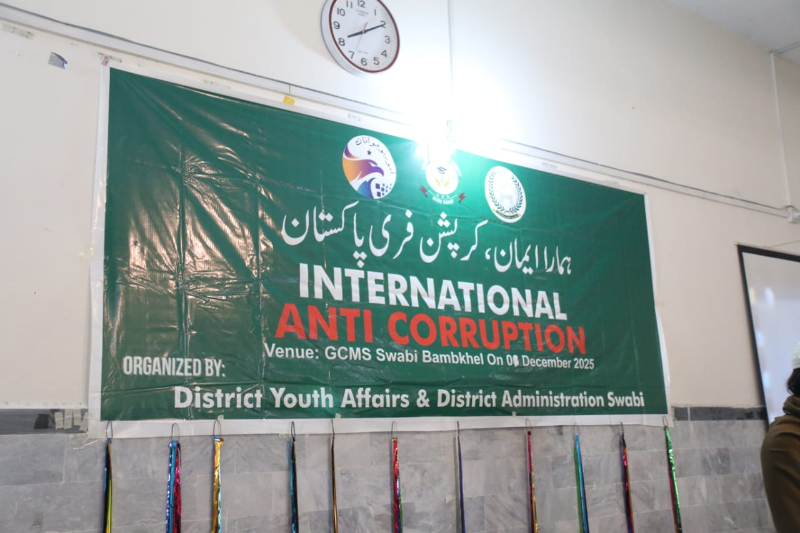 ہمارا ایمان، کرپشن فری پاکستان
INTERNATIONAL
ANTI CORRUPTION
Venue: GCMS Swabi Bambkhel On December 2025
ORGANIZED BY:
District Youth Affairs & District Administration Swabi